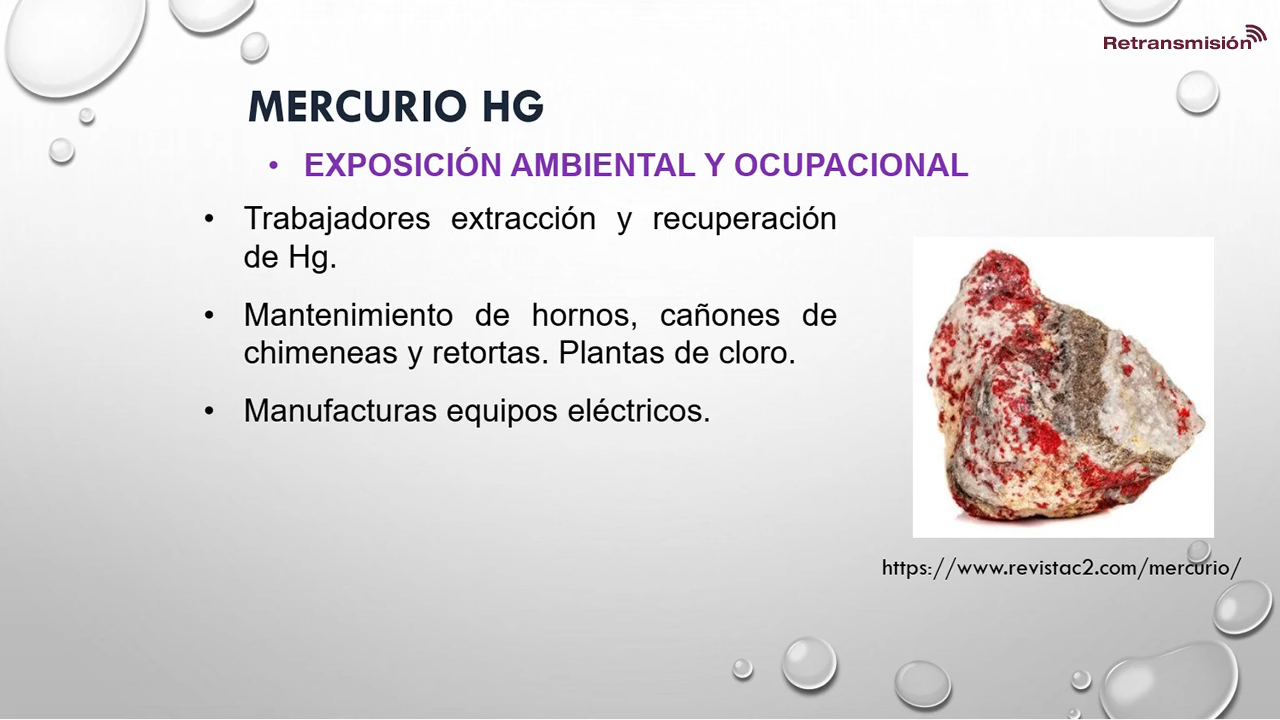 Retransmisión
MERCURIO HG
• EXPOSICIÓN AMBIENTAL Y OCUPACIONAL
• Trabajadores extracción y recuperación
de Hg.
• Mantenimiento de hornos, cañones de
chimeneas y retortas. Plantas de cloro.
• Manufacturas equipos eléctricos.
https://www.revistac2.com/mercurio/